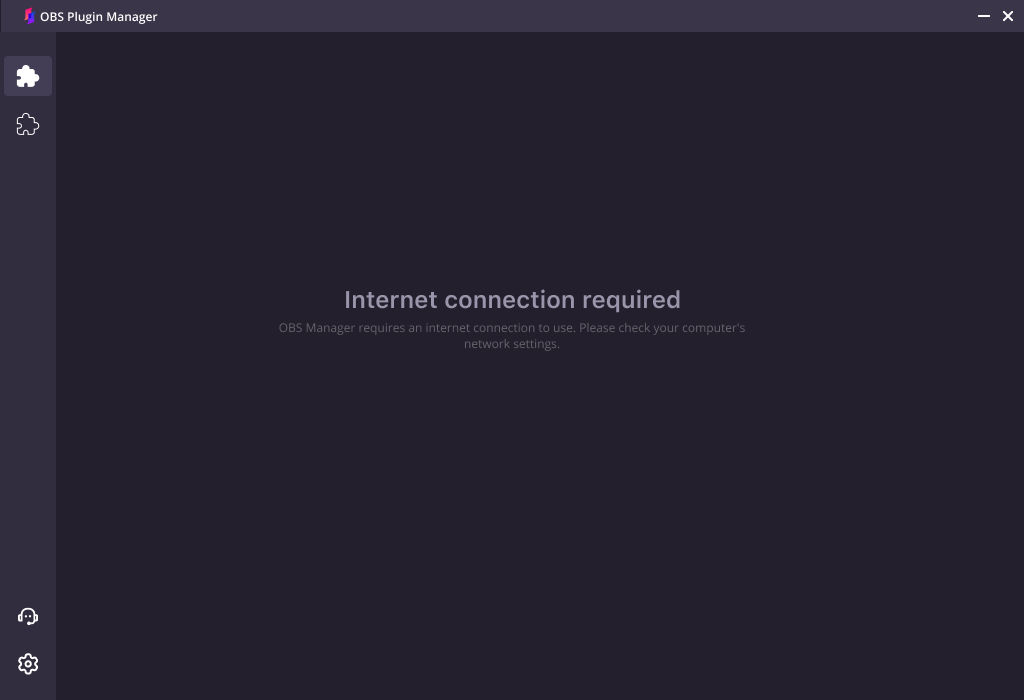 OBS Plugin Manager
Internet connection required
OBS Manager requires an internet connection to use. Please check your computer's
network settings.